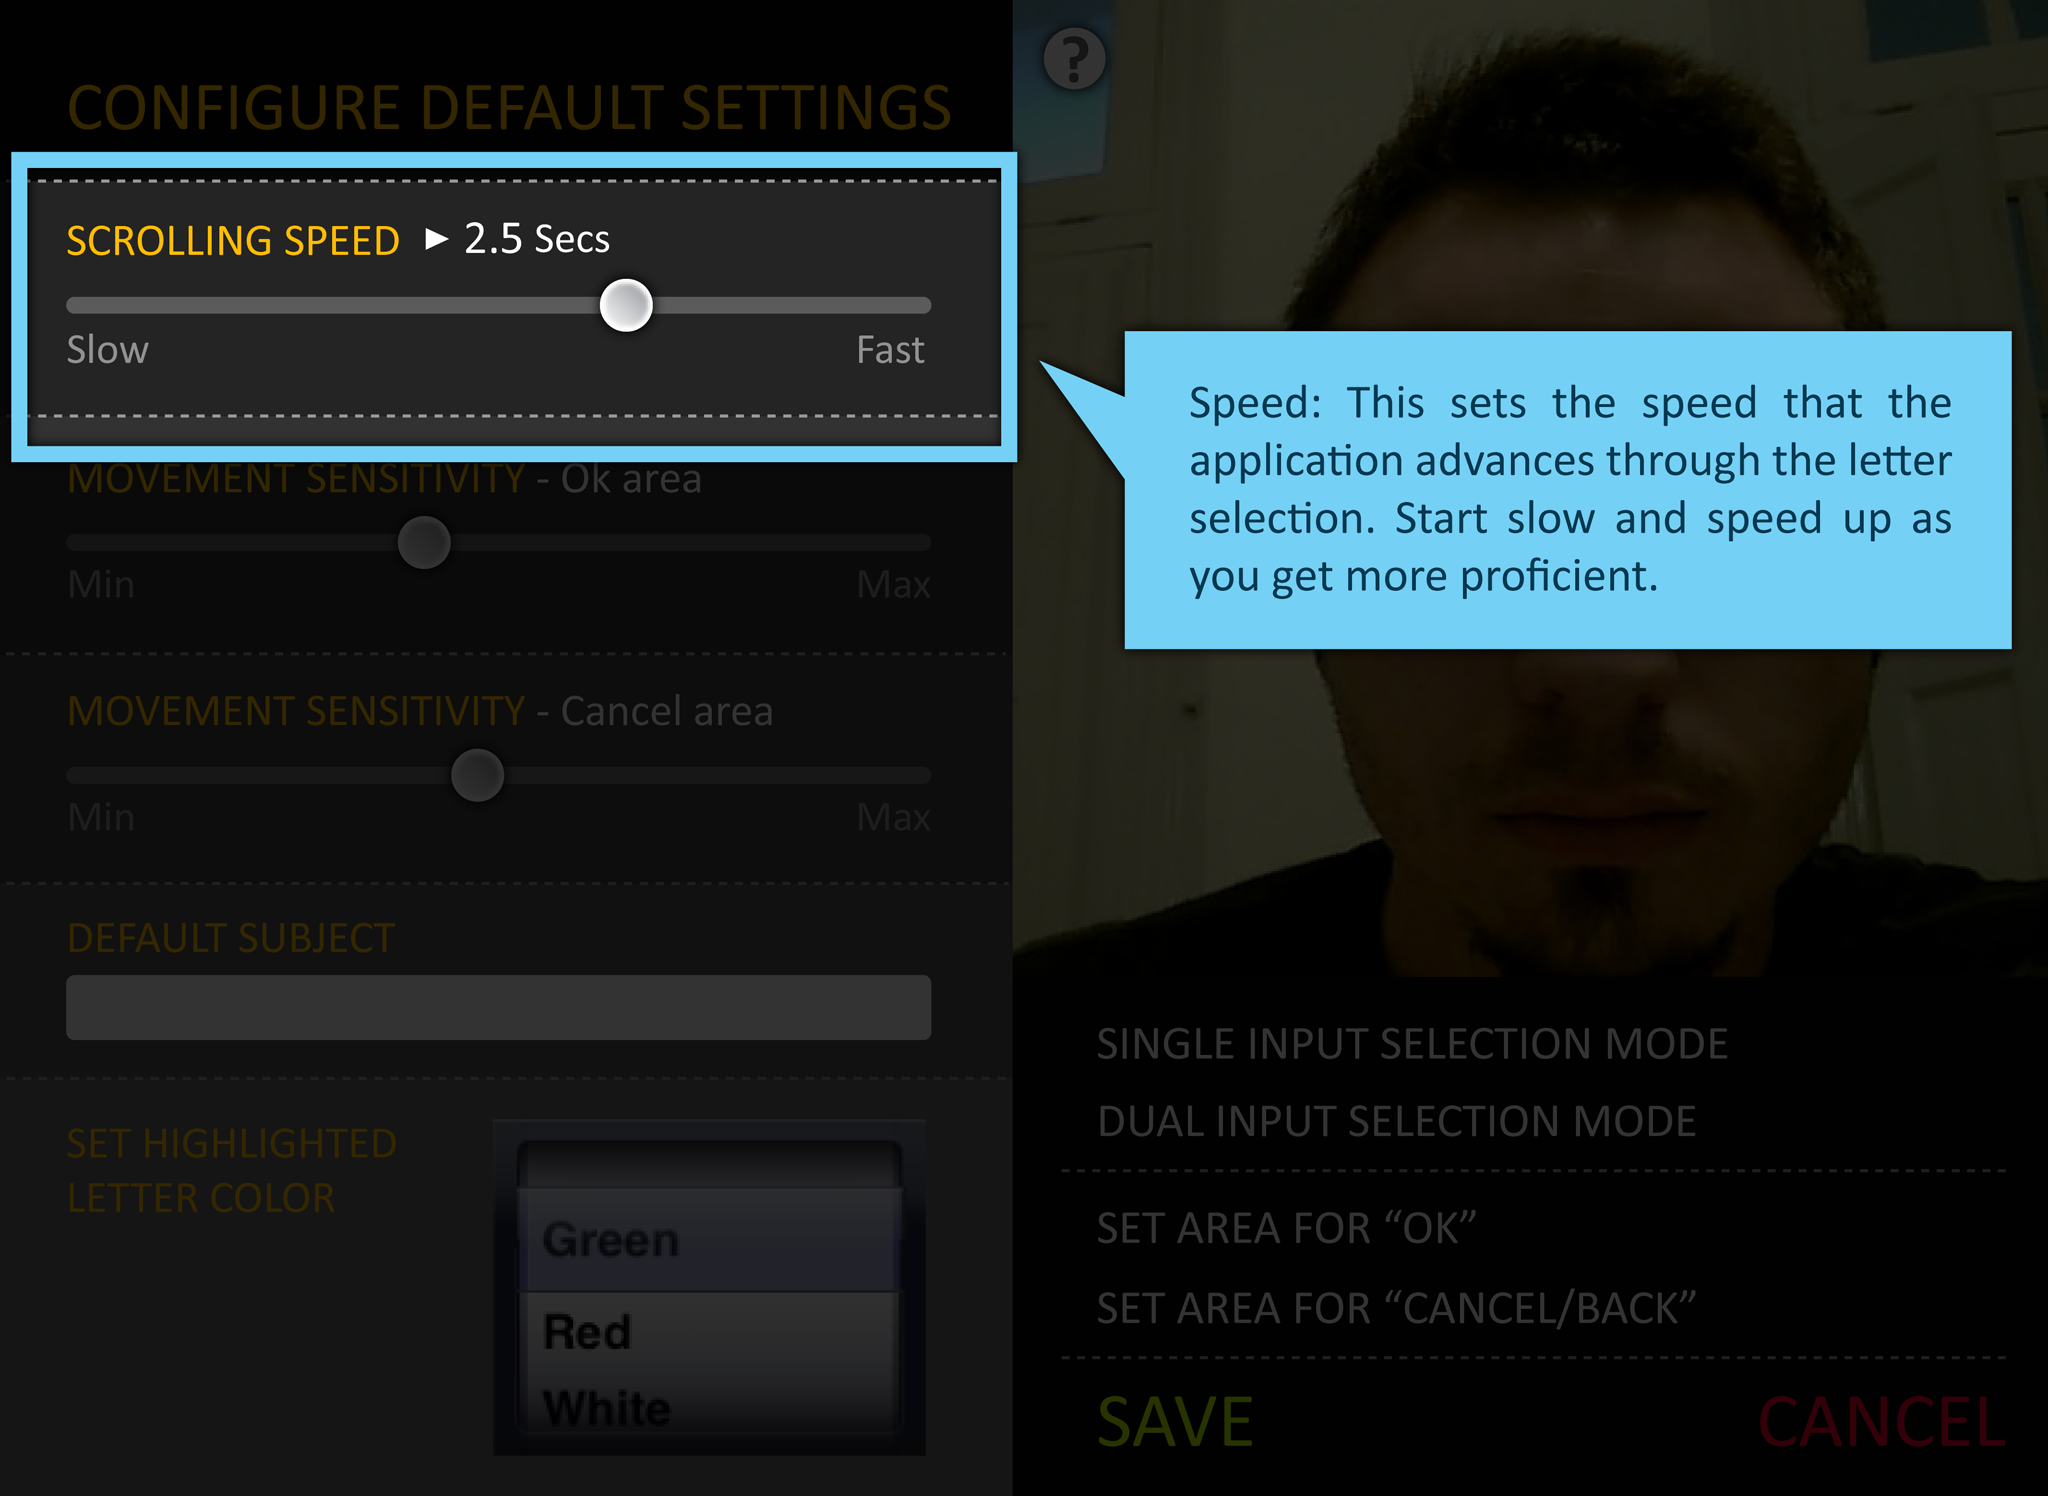 ?
CONFIGURE DEFAULT SETTINGS
SCROLLING SPEED ► 2.5 Secs
Slow Fast
Speed: This sets the speed that the
application advances through the letter
selection. Start slow and speed up as
you get more proficient.
MOVEMENT SENSITIVITY - Ok area
Min Max
MOVEMENT SENSITIVITY - Cancel area
Min Max
DEFAULT SUBJECT
SET HIGHLIGHTED
LETTER COLOR
Green
Red
White
SINGLE INPUT SELECTION MODE
DUAL INPUT SELECTION MODE
SET AREA FOR “OK”
SET AREA FOR “CANCEL/BACK”
SAVE CANCEL